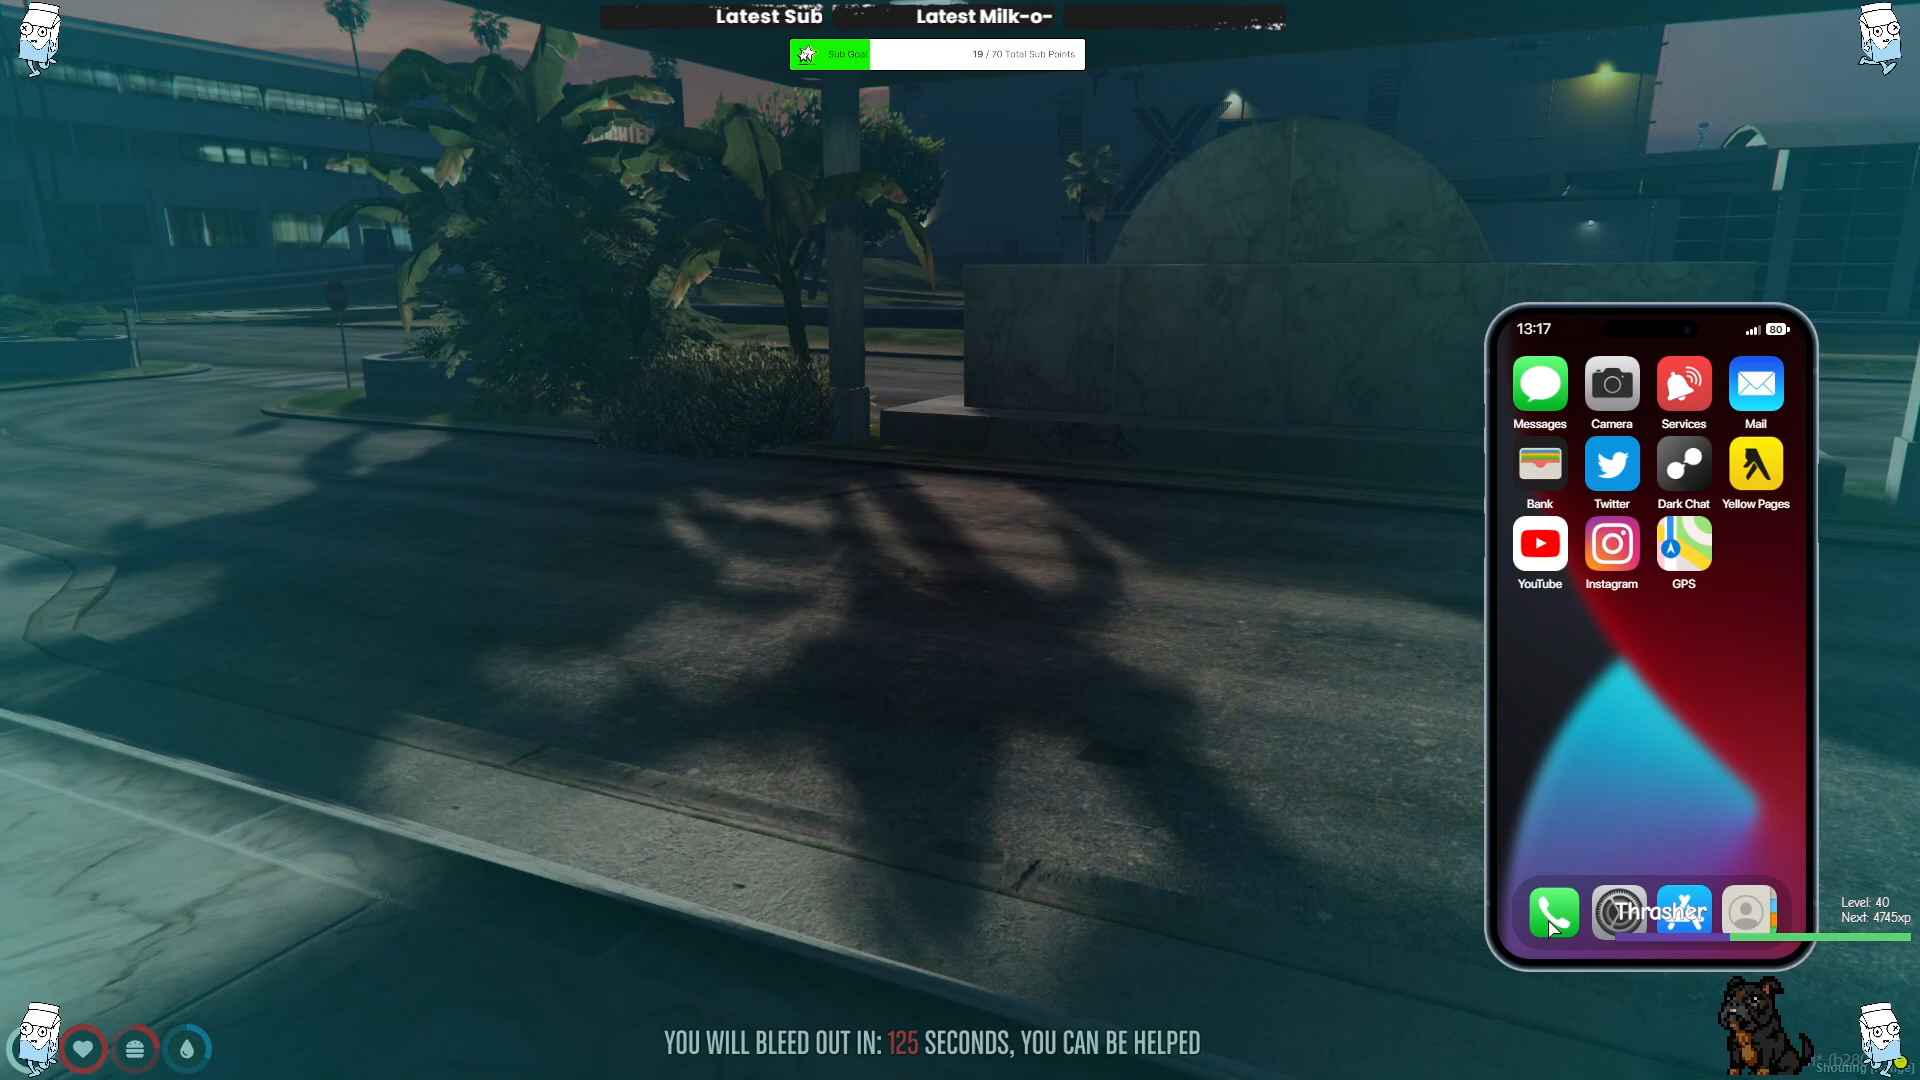 Latest Sub
Latest Milk-o-
Sub Goal
19 / 70 Total Sub Points
13:17
80
Messages
Camera
Services
Mail
Bank
Twitter
Dark Chat
Yellow Pages
YouTube
Instagram
GPS
Thrasher
Level: 40
Next: 4745xp
YOU WILL BLEED OUT IN: 125 SECONDS, YOU CAN BE HELPED